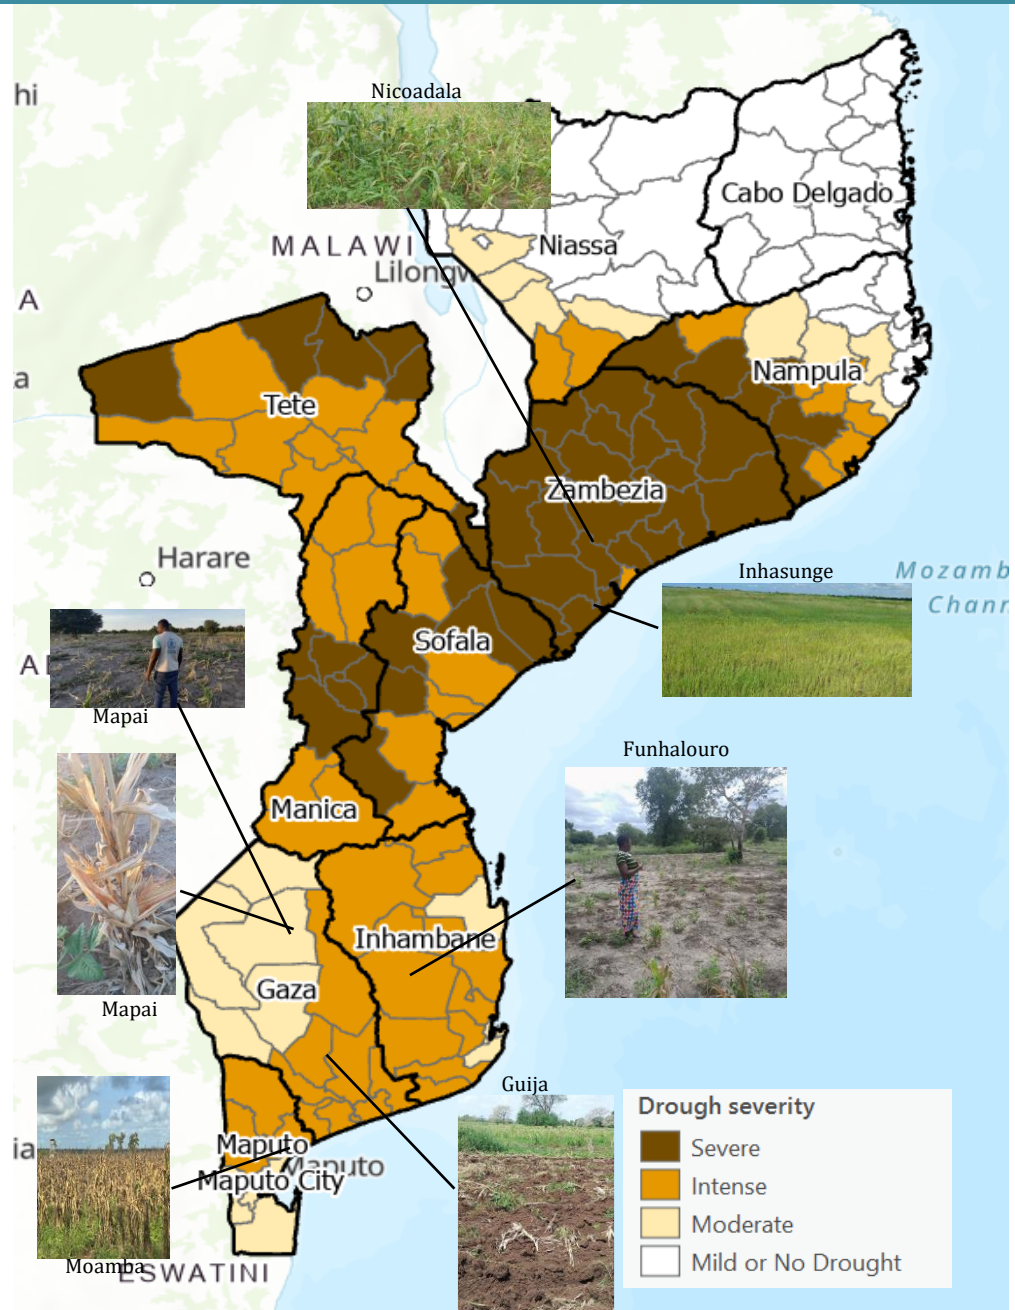 hi
Nicoadala
Cabo Delgado
MALAWI
Niassa
Lilongw
A
a
Nampula
Tete
Zambezia
Harare
Inhasunge
Mozamb
Chann
Sofala
A
Mapai
Funhalouro
Manica
Inhambane
Gaza
Mapai
Guija
Drough severity
Severe
Intense
Moderate
Mild or No Drought
ia
Maputo
Maputo
Maputo City
Moamba
ESWATINI